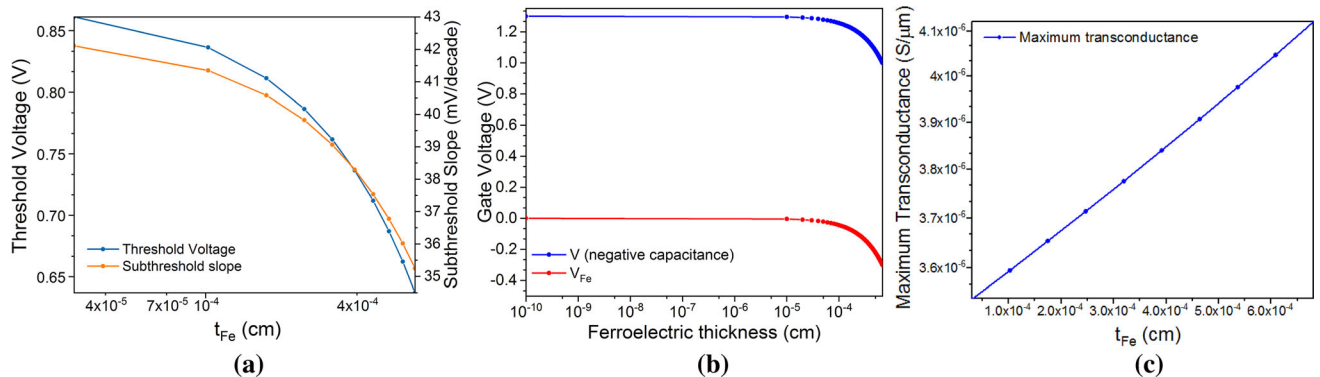 0.85
0.80
0.75
0.70
0.65
Threshold Voltage (V)
43
42
41
40
39
38
37
36
35
34
Subthreshold Slope (mV/decade)
Threshold Voltage
Subthreshold slope
4x10⁻⁵ 7x10⁻⁵ 10⁻⁴ 4x10⁻⁴
t_Fe (cm)
(a)
1.2
1.0
0.8
0.6
0.4
0.2
0.0
-0.2
-0.4
Gate Voltage (V)
V (negative capacitance)
V_Fe
10⁻¹⁰ 10⁻⁹ 10⁻⁸ 10⁻⁷ 10⁻⁶ 10⁻⁵ 10⁻⁴ 10⁻³
Ferroelectric thickness (cm)
(b)
4.1x10⁻⁶
4x10⁻⁶
3.9x10⁻⁶
3.8x10⁻⁶
3.7x10⁻⁶
3.6x10⁻⁶
Maximum Transconductance (S/μm)
Maximum transconductance
1.0x10⁻⁴ 2.0x10⁻⁴ 3.0x10⁻⁴ 4.0x10⁻⁴ 5.0x10⁻⁴ 6.0x10⁻⁴
t_Fe (cm)
(c)